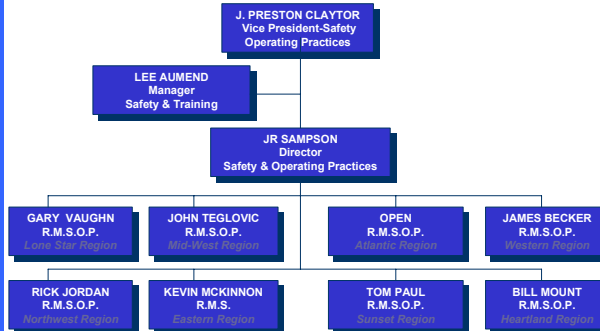 J. PRESTON CLAYTOR
Vice President-Safety
Operating Practices
LEE AUMEND
Manager
Safety & Training
JR SAMPSON
Director
Safety & Operating Practices
GARY VAUGHN
R.M.S.O.P.
Lone Star Region
JOHN TEGLOVIC
R.M.S.O.P.
Mid-West Region
OPEN
R.M.S.O.P.
Atlantic Region
JAMES BECKER
R.M.S.O.P.
Western Region
RICK JORDAN
R.M.S.O.P.
Northwest Region
KEVIN MCKINNON
R.M.S.
Eastern Region
TOM PAUL
R.M.S.O.P.
Sunset Region
BILL MOUNT
R.M.S.O.P.
Heartland Region